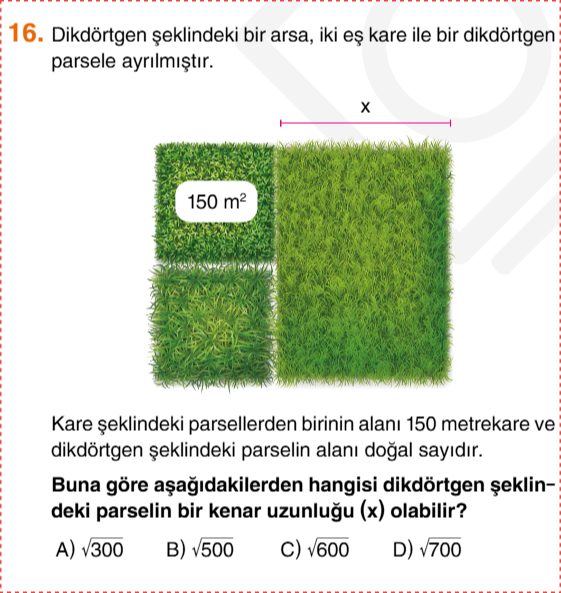 16. Dikdörtgen şeklindeki bir arsa, iki eş kare ile bir dikdörtgen
parsele ayrılmıştır.
x
150 m²
Kare şeklindeki parsellerden birinin alanı 150 metrekare ve
dikdörtgen şeklindeki parselin alanı doğal sayıdır.
Buna göre aşağıdakilerden hangisi dikdörtgen şeklin-
deki parselin bir kenar uzunluğu (x) olabilir?
A) √300 B) √500 C) √600 D) √700